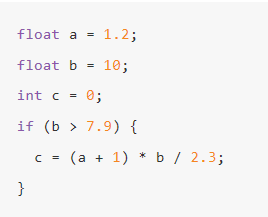 float a = 1.2;
float b = 10;
int c = 0;
if (b > 7.9) {
  c = (a + 1) * b / 2.3;
}